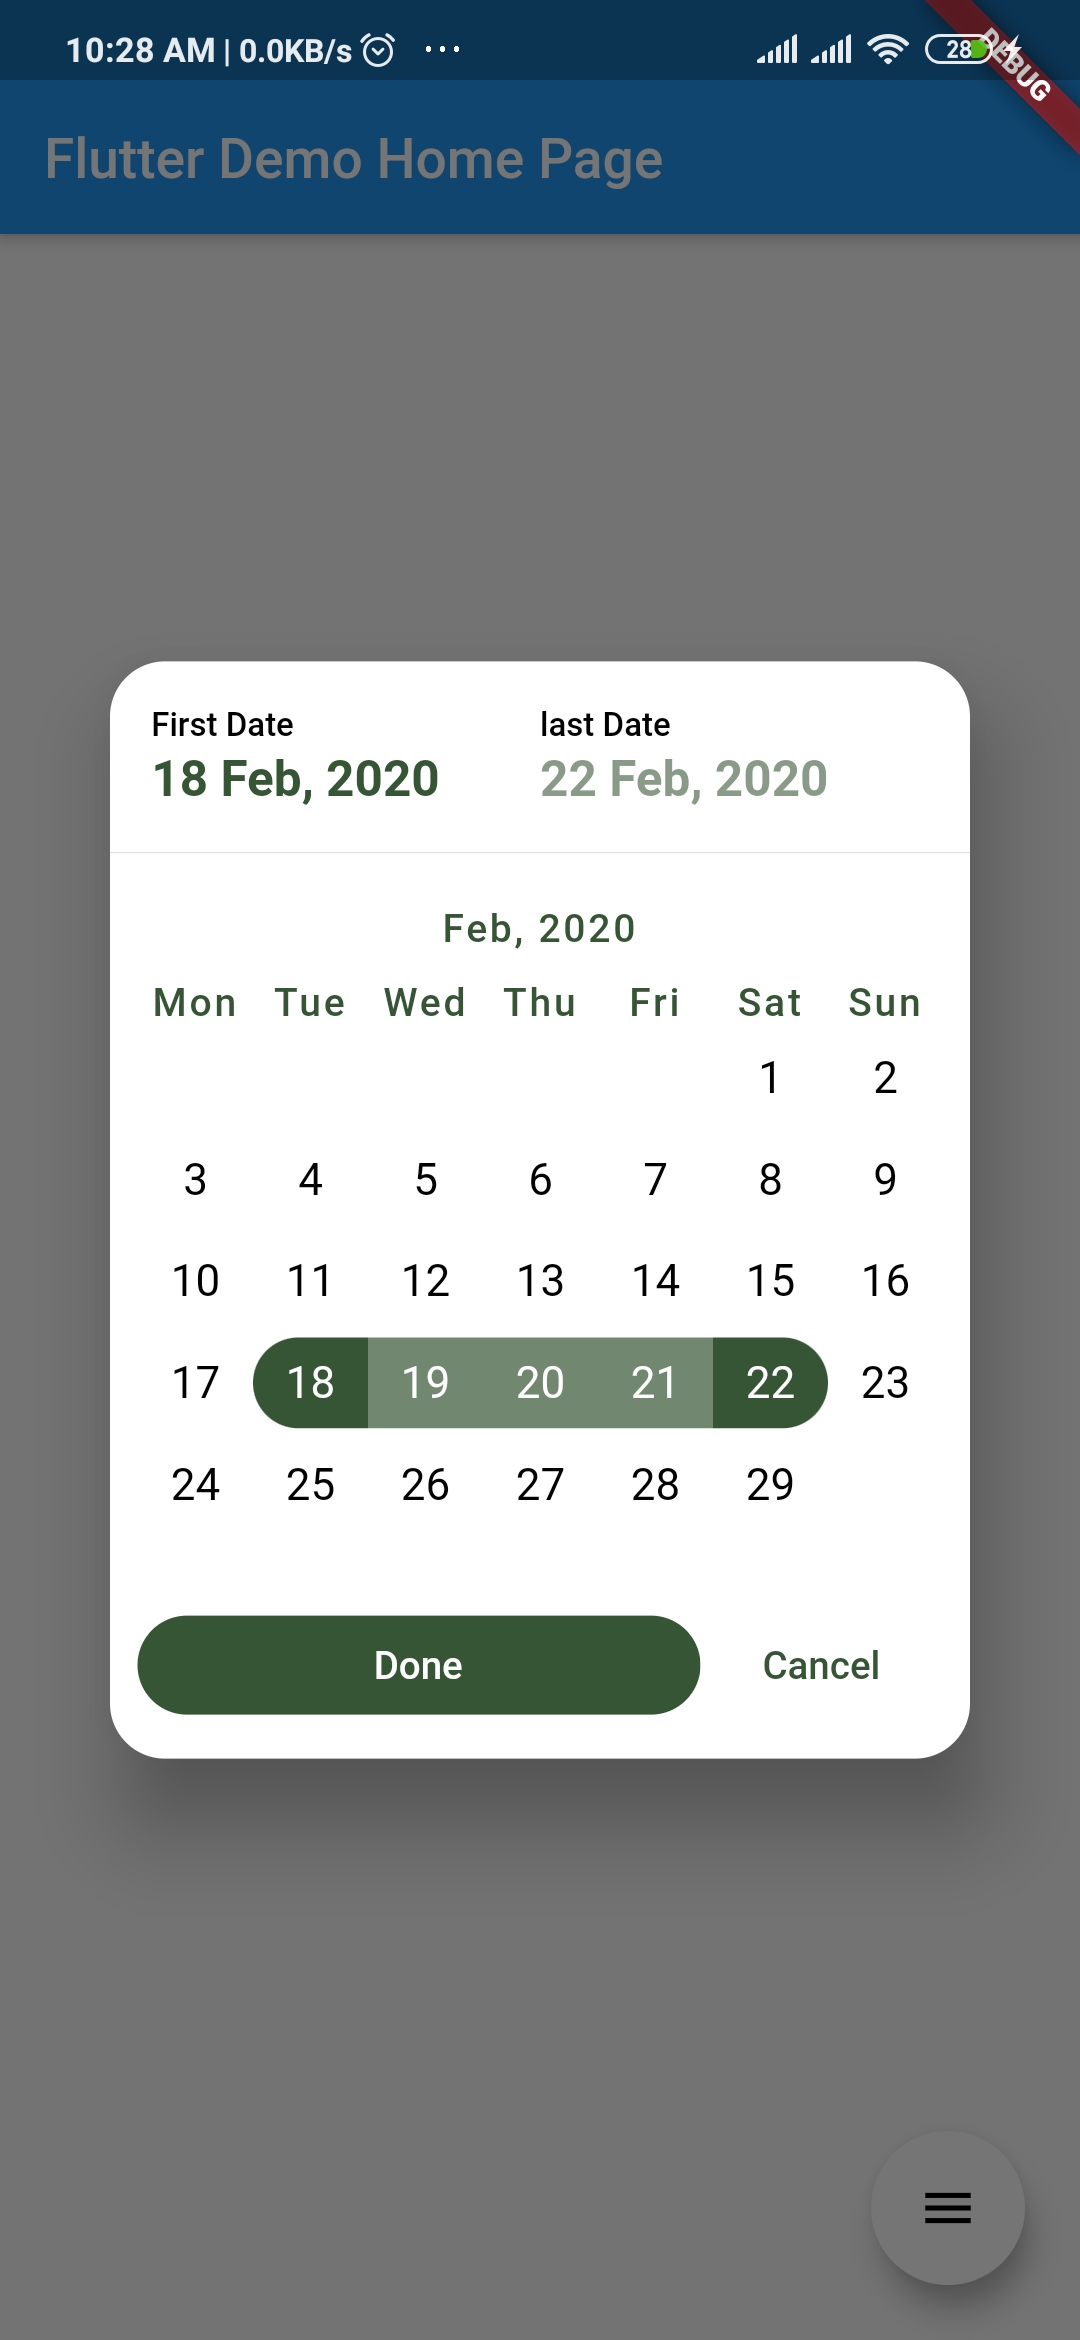 10:28 AM | 0.0KB/s ... 28
DEBUG
Flutter Demo Home Page
First Date last Date
18 Feb, 2020 22 Feb, 2020
Feb, 2020
Mon Tue Wed Thu Fri Sat Sun
1 2
3 4 5 6 7 8 9
10 11 12 13 14 15 16
17 18 19 20 21 22 23
24 25 26 27 28 29
Done Cancel